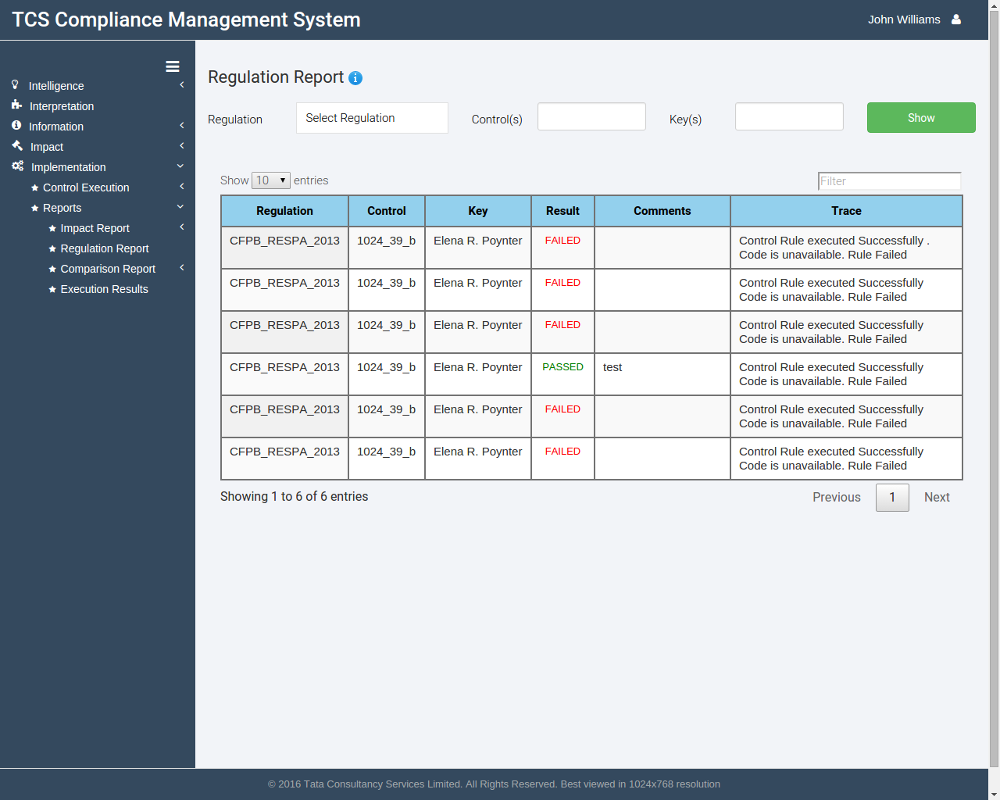 TCS Compliance Management System
John Williams
Intelligence
Interpretation
Information
Impact
Implementation
Control Execution
Reports
Impact Report
Regulation Report
Comparison Report
Execution Results
Regulation Report
Regulation Select Regulation Control(s) Key(s) Show
Show 10 entries Filter
Regulation Control Key Result Comments Trace
CFPB_RESPA_2013 1024_39_b Elena R. Poynter FAILED Control Rule executed Successfully .
Code is unavailable. Rule Failed
CFPB_RESPA_2013 1024_39_b Elena R. Poynter FAILED Control Rule executed Successfully
Code is unavailable. Rule Failed
CFPB_RESPA_2013 1024_39_b Elena R. Poynter FAILED Control Rule executed Successfully
Code is unavailable. Rule Failed
CFPB_RESPA_2013 1024_39_b Elena R. Poynter PASSED test Control Rule executed Successfully
Code is unavailable. Rule Failed
CFPB_RESPA_2013 1024_39_b Elena R. Poynter FAILED Control Rule executed Successfully
Code is unavailable. Rule Failed
CFPB_RESPA_2013 1024_39_b Elena R. Poynter FAILED Control Rule executed Successfully
Code is unavailable. Rule Failed
Showing 1 to 6 of 6 entries Previous 1 Next
© 2016 Tata Consultancy Services Limited. All Rights Reserved. Best viewed in 1024x768 resolution